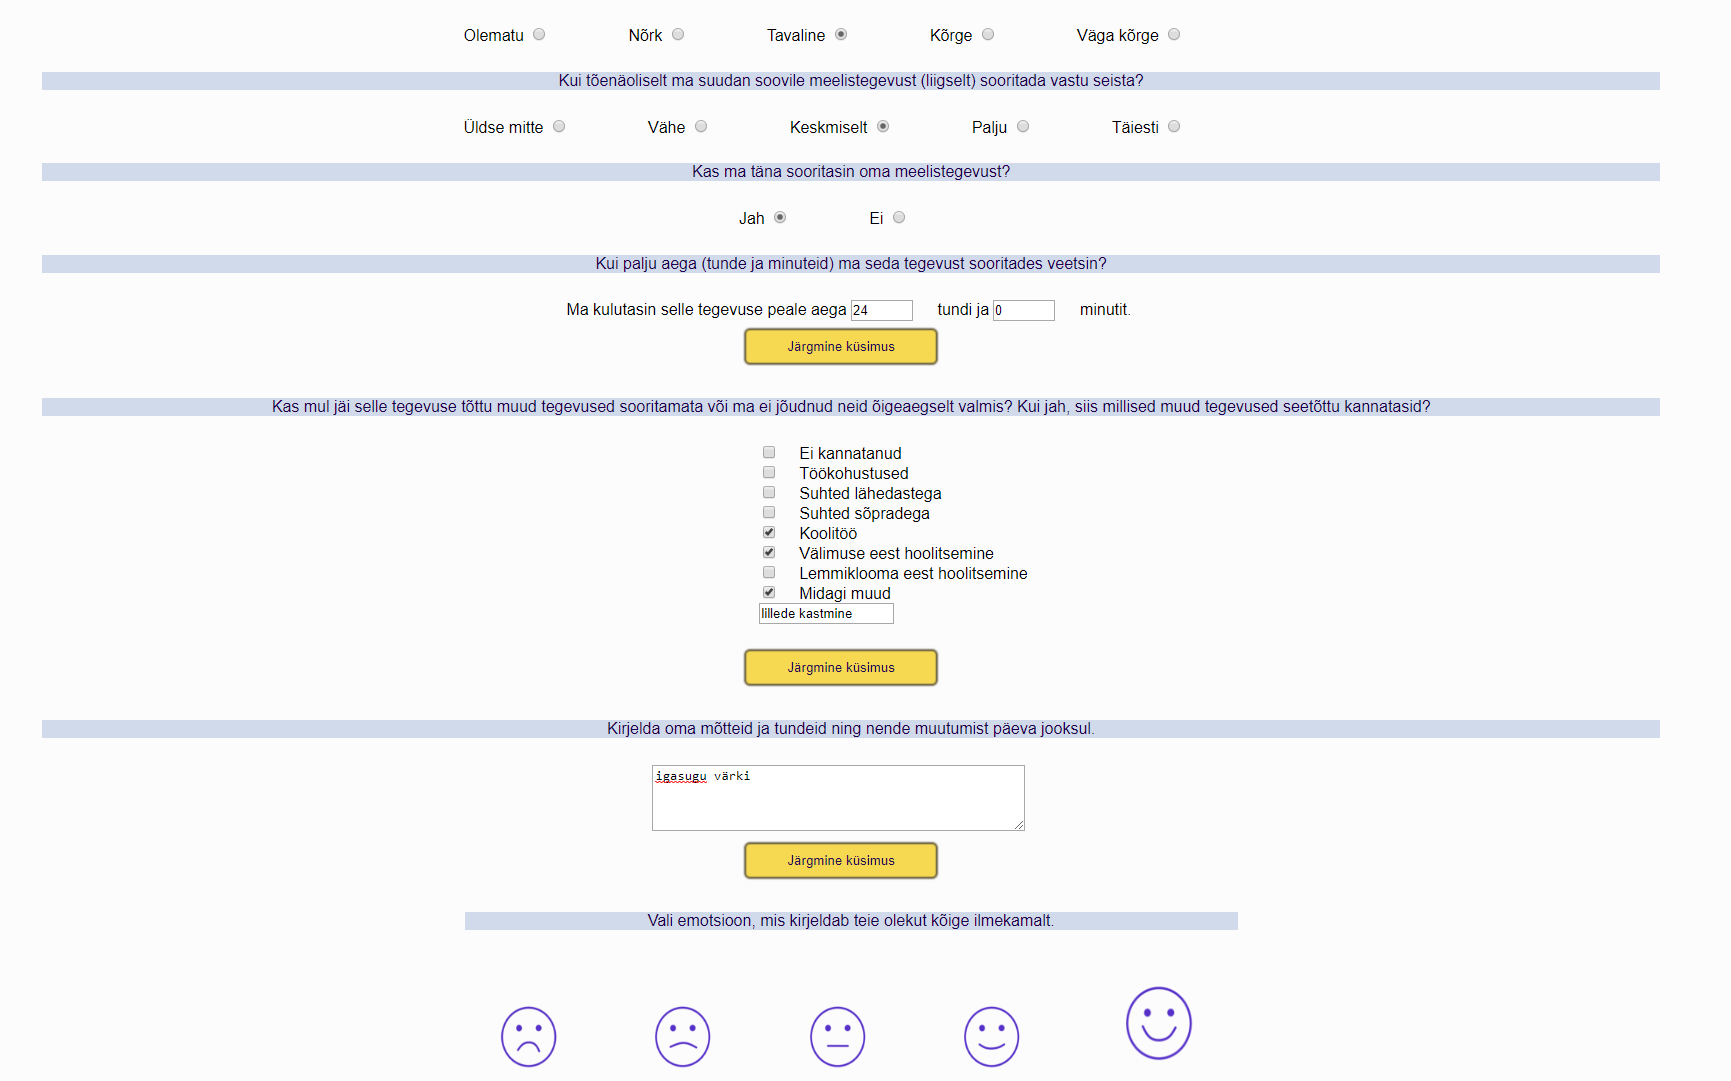 Olematu Nõrk Tavaline Kõrge Väga kõrge
Kui tõenäoliselt ma suudan soovile meelistegevust (liigselt) sooritada vastu seista?
Üldse mitte Vähe Keskmiselt Palju Täiesti
Kas ma täna sooritasin oma meelistegevust?
Jah Ei
Kui palju aega (tunde ja minuteid) ma seda tegevust sooritades veetsin?
Ma kulutasin selle tegevuse peale aega 24 tundi ja 0 minutit.
Järgmine küsimus
Kas mul jäi selle tegevuse tõttu muud tegevused sooritamata või ma ei jõudnud neid õigeaegselt valmis? Kui jah, siis millised muud tegevused seetõttu kannatasid?
Ei kannatanud
Töökohustused
Suhted lähedastega
Suhted sõpradega
Koolitöö
Välimuse eest hoolitsemine
Lemmiklooma eest hoolitsemine
Midagi muud
lillede kastmine
Järgmine küsimus
Kirjelda oma mõtteid ja tundeid ning nende muutumist päeva jooksul.
igasugu värki
Järgmine küsimus
Vali emotsioon, mis kirjeldab teie olekut kõige ilmekamalt.